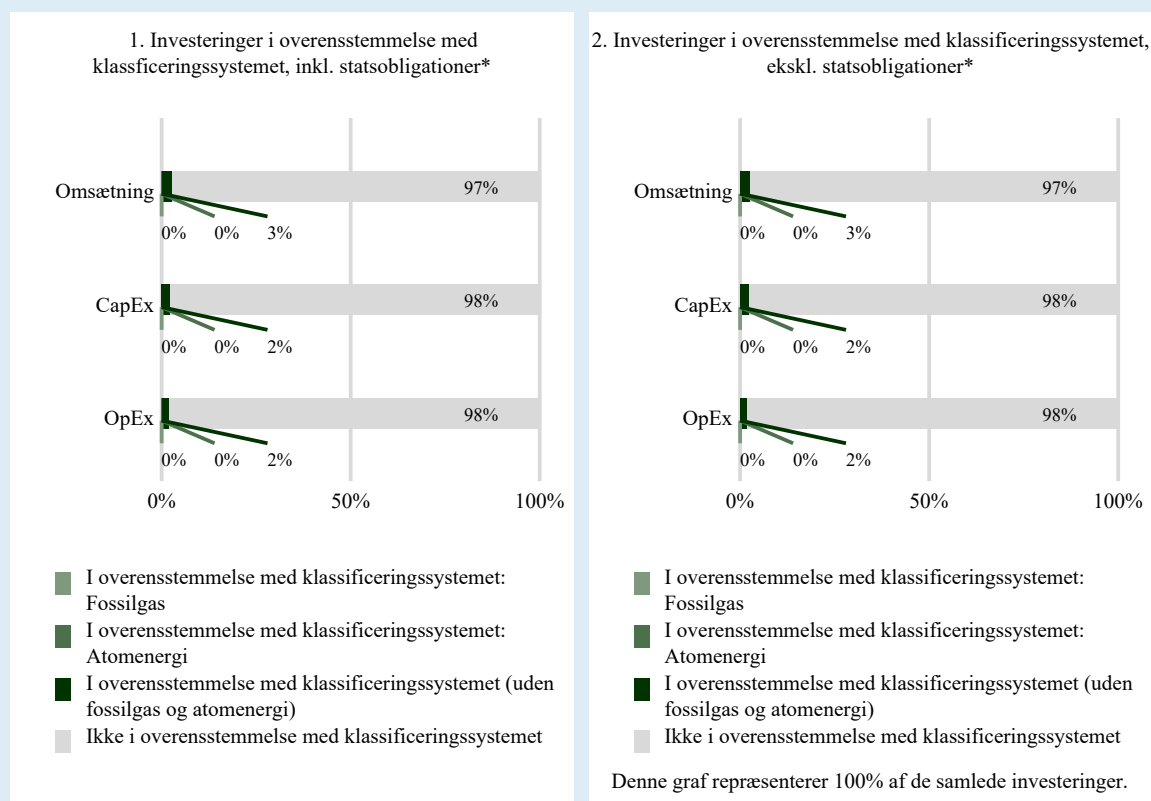 1. Investeringer i overensstemmelse med
klassficeringssystemet, inkl. statsobligationer*
Omsætning
97%
0% 0% 3%
CapEx
98%
0% 0% 2%
OpEx
98%
0% 0% 2%
0% 50% 100%
I overensstemmelse med klassificeringssystemet:
Fossilgas
I overensstemmelse med klassificeringssystemet:
Atomenergi
I overensstemmelse med klassificeringssystemet (uden
fossilgas og atomenergi)
Ikke i overensstemmelse med klassificeringssystemet
2. Investeringer i overensstemmelse med klassificeringssystemet,
ekskl. statsobligationer*
Omsætning
97%
0% 0% 3%
CapEx
98%
0% 0% 2%
OpEx
98%
0% 0% 2%
0% 50% 100%
I overensstemmelse med klassificeringssystemet:
Fossilgas
I overensstemmelse med klassificeringssystemet:
Atomenergi
I overensstemmelse med klassificeringssystemet (uden
fossilgas og atomenergi)
Ikke i overensstemmelse med klassificeringssystemet
Denne graf repræsenterer 100% af de samlede investeringer.